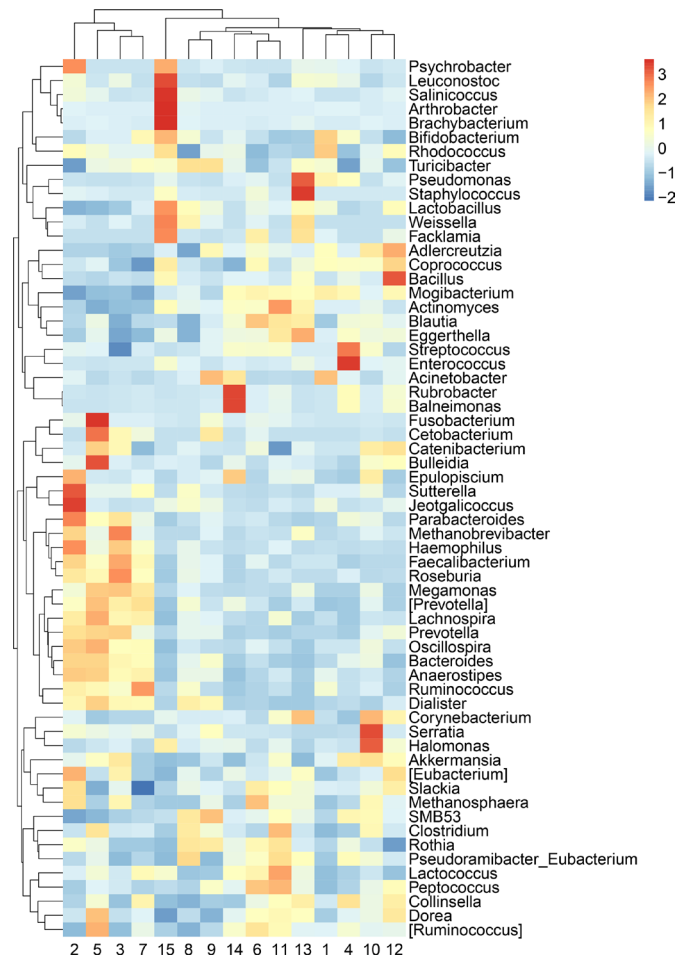 Psychrobacter
Leuconostoc
Salinicoccus
Arthrobacter
Brachybacterium
Bifidobacterium
Rhodococcus
Turicibacter
Pseudomonas
Staphylococcus
Lactobacillus
Weissella
Facklamia
Adlercreutzia
Coprococcus
Bacillus
Mogibacterium
Actinomyces
Blautia
Eggerthella
Streptococcus
Enterococcus
Acinetobacter
Rubrobacter
Balneimonas
Fusobacterium
Cetobacterium
Catenibacterium
Bulleidia
Epulopiscium
Sutterella
Jeotgalicoccus
Parabacteroides
Methanobrevibacter
Haemophilus
Faecalibacterium
Roseburia
Megamonas
[Prevotella]
Lachnospira
Prevotella
Oscillospira
Bacteroides
Anaerostipes
Ruminococcus
Dialister
Corynebacterium
Serratia
Halomonas
Akkermansia
[Eubacterium]
Slackia
Methanosphaera
SMB53
Clostridium
Rothia
Pseudoramibacter_Eubacterium
Lactococcus
Peptococcus
Collinsella
Dorea
[Ruminococcus]
2 5 3 7 15 8 9 14 6 11 13 1 4 10 12
3
2
1
0
−1
−2